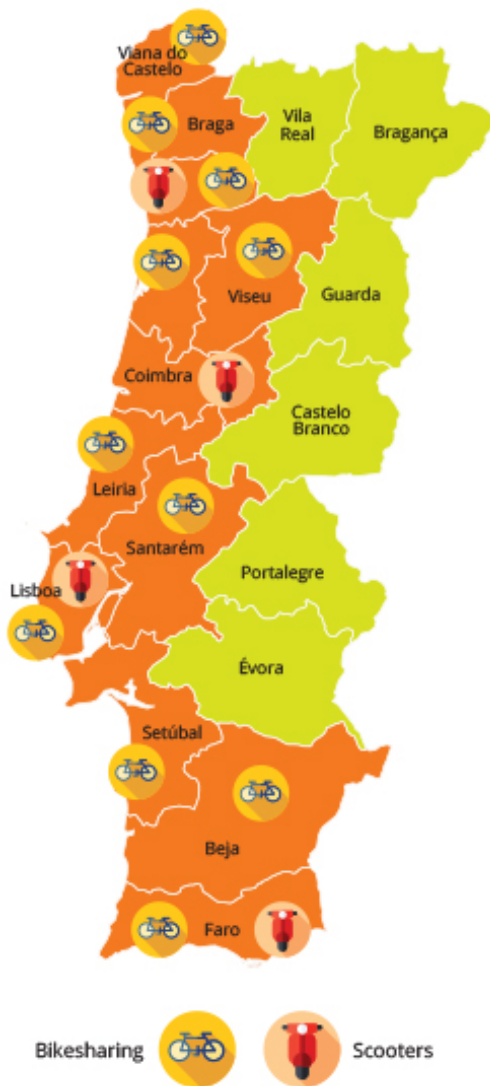 Viana do
Castelo
Braga
Vila
Real
Bragança
Viseu
Guarda
Coimbra
Castelo
Branco
Leiria
Santarém
Portalegre
Lisboa
Évora
Setúbal
Beja
Faro
Bikesharing
Scooters